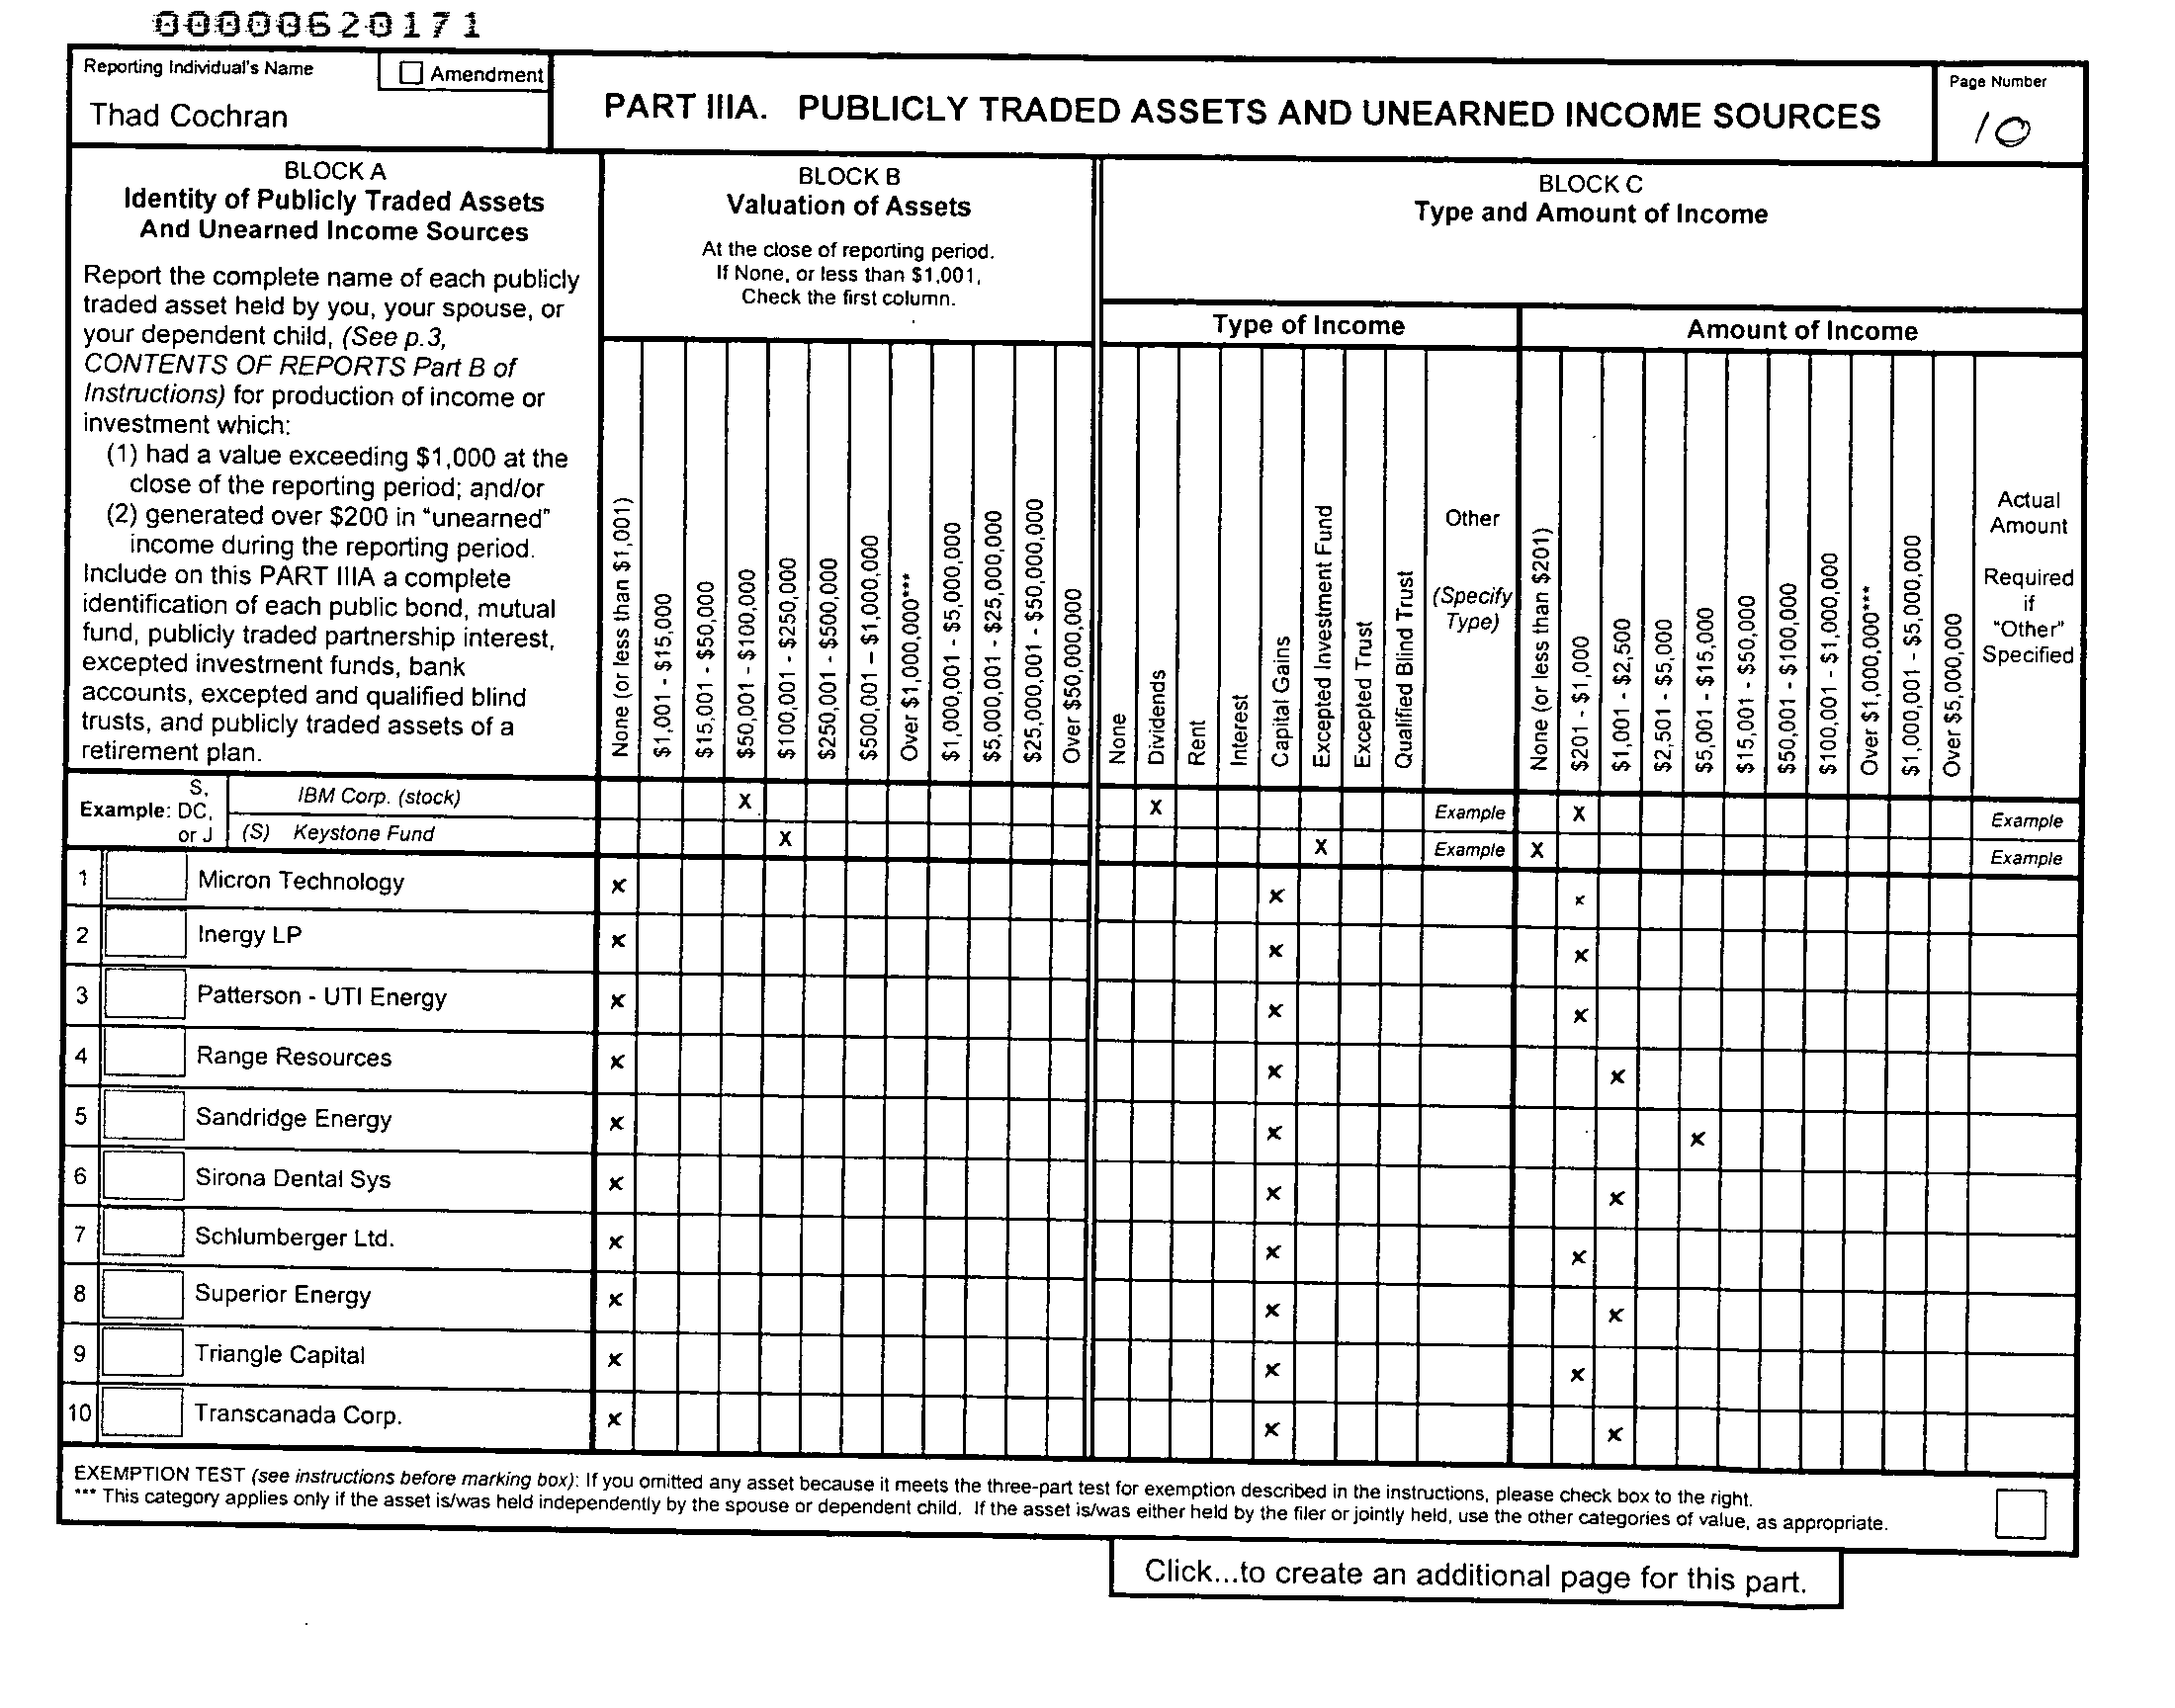 00000620171
Reporting Individual's Name
Amendment
Thad Cochran
PART IIIA. PUBLICLY TRADED ASSETS AND UNEARNED INCOME SOURCES
Page Number
10
BLOCK A
Identity of Publicly Traded Assets
And Unearned Income Sources
Report the complete name of each publicly
traded asset held by you, your spouse, or
your dependent child, (See p.3,
CONTENTS OF REPORTS Part B of
Instructions) for production of income or
investment which:
(1) had a value exceeding $1,000 at the
close of the reporting period; and/or
(2) generated over $200 in "unearned"
income during the reporting period.
Include on this PART IIIA a complete
identification of each public bond, mutual
fund, publicly traded partnership interest,
excepted investment funds, bank
accounts, excepted and qualified blind
trusts, and publicly traded assets of a
retirement plan.
BLOCK B
Valuation of Assets
At the close of reporting period.
If None, or less than $1,001,
Check the first column.
None (or less than $1,001)
$1,001 - $15,000
$15,001 - $50,000
$50,001 - $100,000
$100,001 - $250,000
$250,001 - $500,000
$500,001 – $1,000,000
Over $1,000,000***
$1,000,001 - $5,000,000
$5,000,001 - $25,000,000
$25,000,001 - $50,000,000
Over $50,000,000
BLOCK C
Type and Amount of Income
Type of Income
None
Dividends
Rent
Interest
Capital Gains
Excepted Investment Fund
Excepted Trust
Qualified Blind Trust
Other
(Specify
Type)
Amount of Income
None (or less than $201)
$201 - $1,000
$1,001 - $2,500
$2,501 - $5,000
$5,001 - $15,000
$15,001 - $50,000
$50,001 - $100,000
$100,001 - $1,000,000
Over $1,000,000***
$1,000,001 - $5,000,000
Over $5,000,000
Actual
Amount
Required
if
"Other"
Specified
Example:
S,
DC,
or J
IBM Corp. (stock) X X Example X Example
(S) Keystone Fund X X Example X Example
1 Micron Technology x x x
2 Inergy LP x x x
3 Patterson - UTI Energy x x x
4 Range Resources x x x
5 Sandridge Energy x x x
6 Sirona Dental Sys x x x
7 Schlumberger Ltd. x x x
8 Superior Energy x x x
9 Triangle Capital x x x
10 Transcanada Corp. x x x
EXEMPTION TEST (see instructions before marking box): If you omitted any asset because it meets the three-part test for exemption described in the instructions, please check box to the right.
*** This category applies only if the asset is/was held independently by the spouse or dependent child. If the asset is/was either held by the filer or jointly held, use the other categories of value, as appropriate.
Click...to create an additional page for this part.